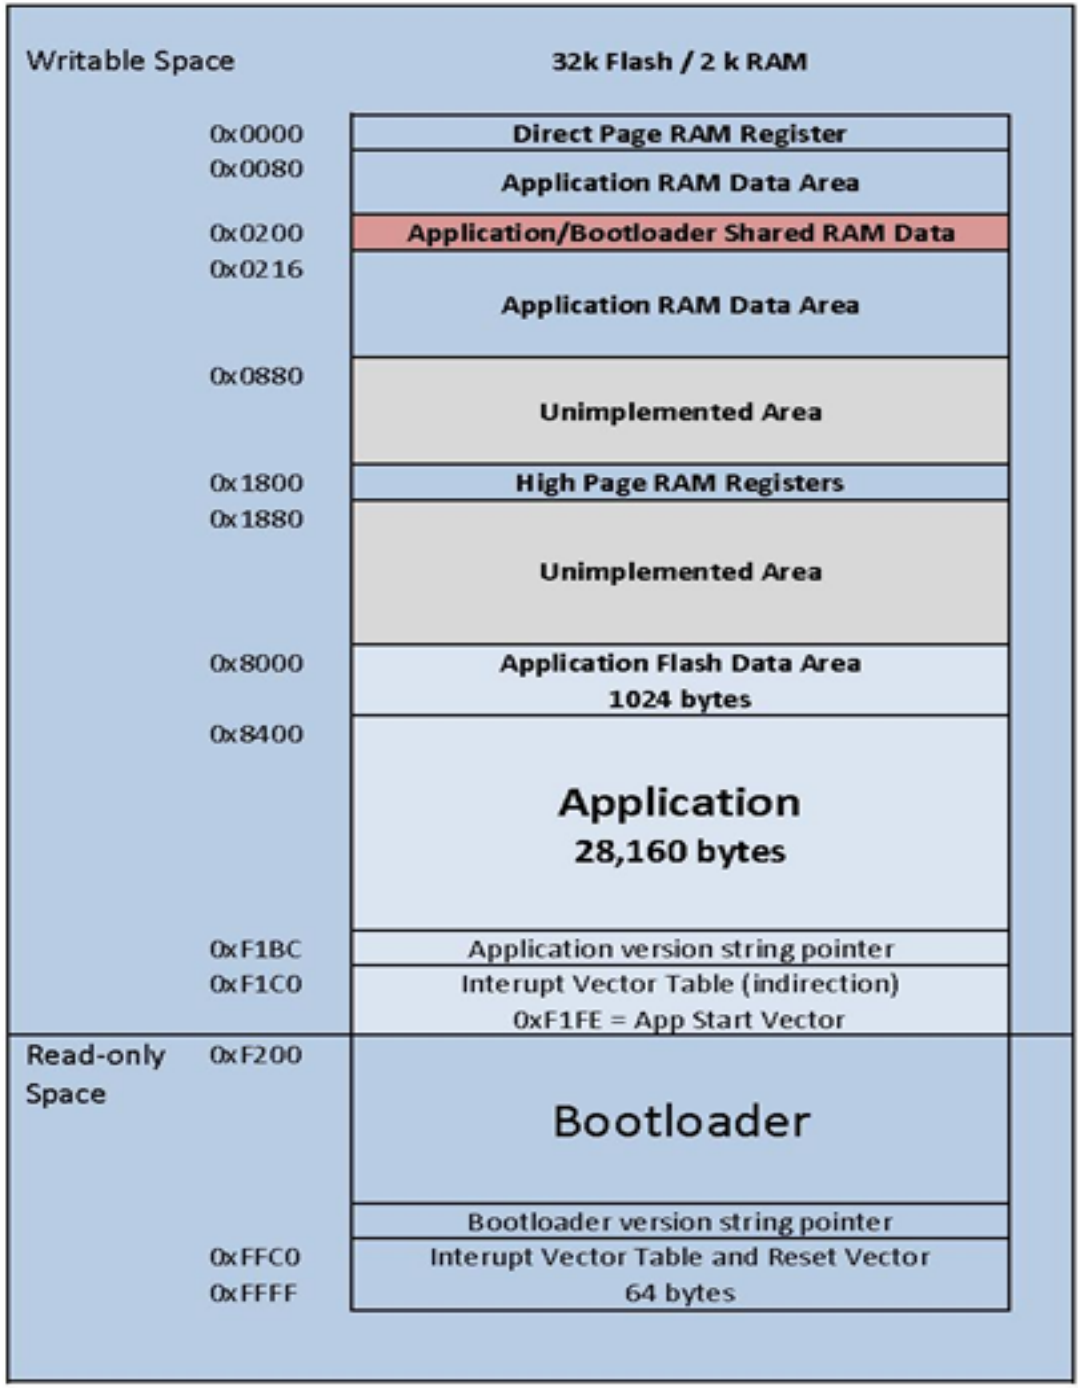 Writable Space 32k Flash / 2 k RAM
0x0000 Direct Page RAM Register
0x0080 Application RAM Data Area
0x0200 Application/Bootloader Shared RAM Data
0x0216 Application RAM Data Area
0x0880 Unimplemented Area
0x1800 High Page RAM Registers
0x1880 Unimplemented Area
0x8000 Application Flash Data Area
1024 bytes
0x8400 Application
28,160 bytes
0xF1BC Application version string pointer
0xF1C0 Interupt Vector Table (indirection)
0xF1FE = App Start Vector
Read-only 0xF200
Space
Bootloader
Bootloader version string pointer
0xFFC0 Interupt Vector Table and Reset Vector
0xFFFF 64 bytes